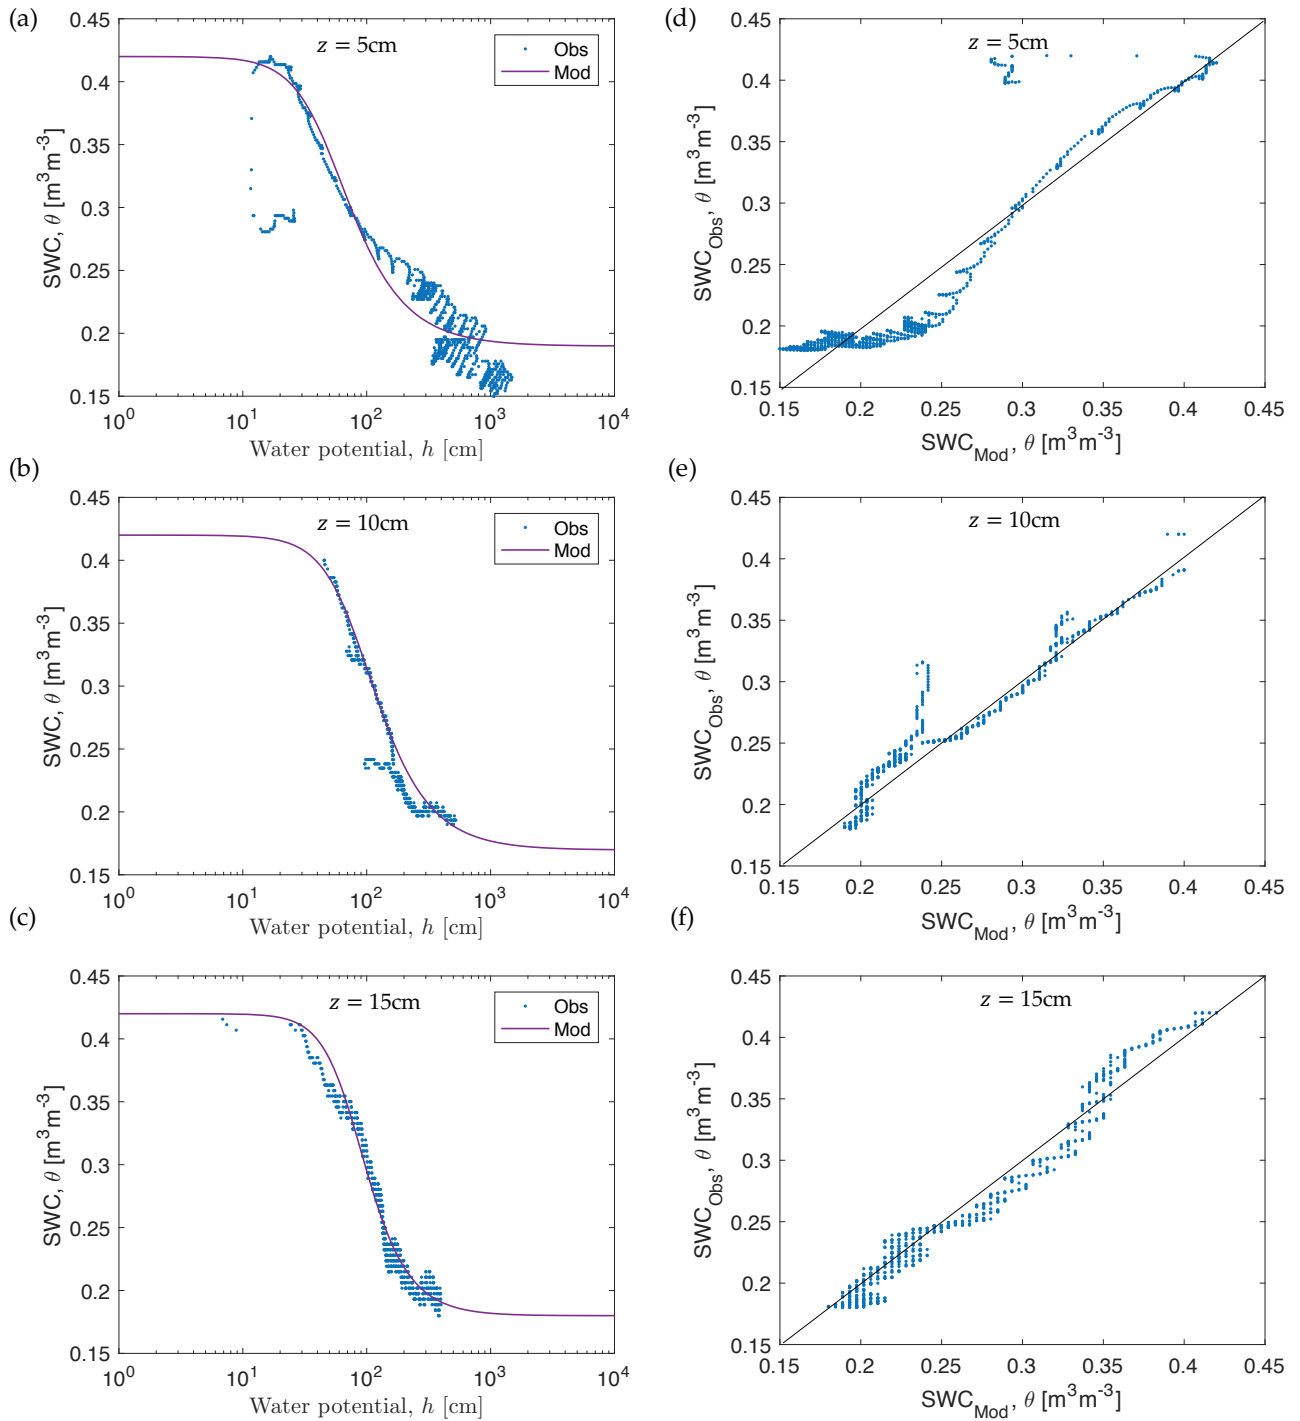 (a)
z = 5cm
Obs
Mod
0.45
0.4
0.35
0.3
0.25
0.2
0.15
SWC, θ [m³m⁻³]
10⁰ 10¹ 10² 10³ 10⁴
Water potential, h [cm]
(d)
z = 5cm
0.45
0.4
0.35
0.3
0.25
0.2
0.15
SWC_Obs, θ [m³m⁻³]
0.15 0.2 0.25 0.3 0.35 0.4 0.45
SWC_Mod, θ [m³m⁻³]
(b)
z = 10cm
Obs
Mod
0.45
0.4
0.35
0.3
0.25
0.2
0.15
SWC, θ [m³m⁻³]
10⁰ 10¹ 10² 10³ 10⁴
Water potential, h [cm]
(e)
z = 10cm
0.45
0.4
0.35
0.3
0.25
0.2
0.15
SWC_Obs, θ [m³m⁻³]
0.15 0.2 0.25 0.3 0.35 0.4 0.45
SWC_Mod, θ [m³m⁻³]
(c)
z = 15cm
Obs
Mod
0.45
0.4
0.35
0.3
0.25
0.2
0.15
SWC, θ [m³m⁻³]
10⁰ 10¹ 10² 10³ 10⁴
Water potential, h [cm]
(f)
z = 15cm
0.45
0.4
0.35
0.3
0.25
0.2
0.15
SWC_Obs, θ [m³m⁻³]
0.15 0.2 0.25 0.3 0.35 0.4 0.45
SWC_Mod, θ [m³m⁻³]